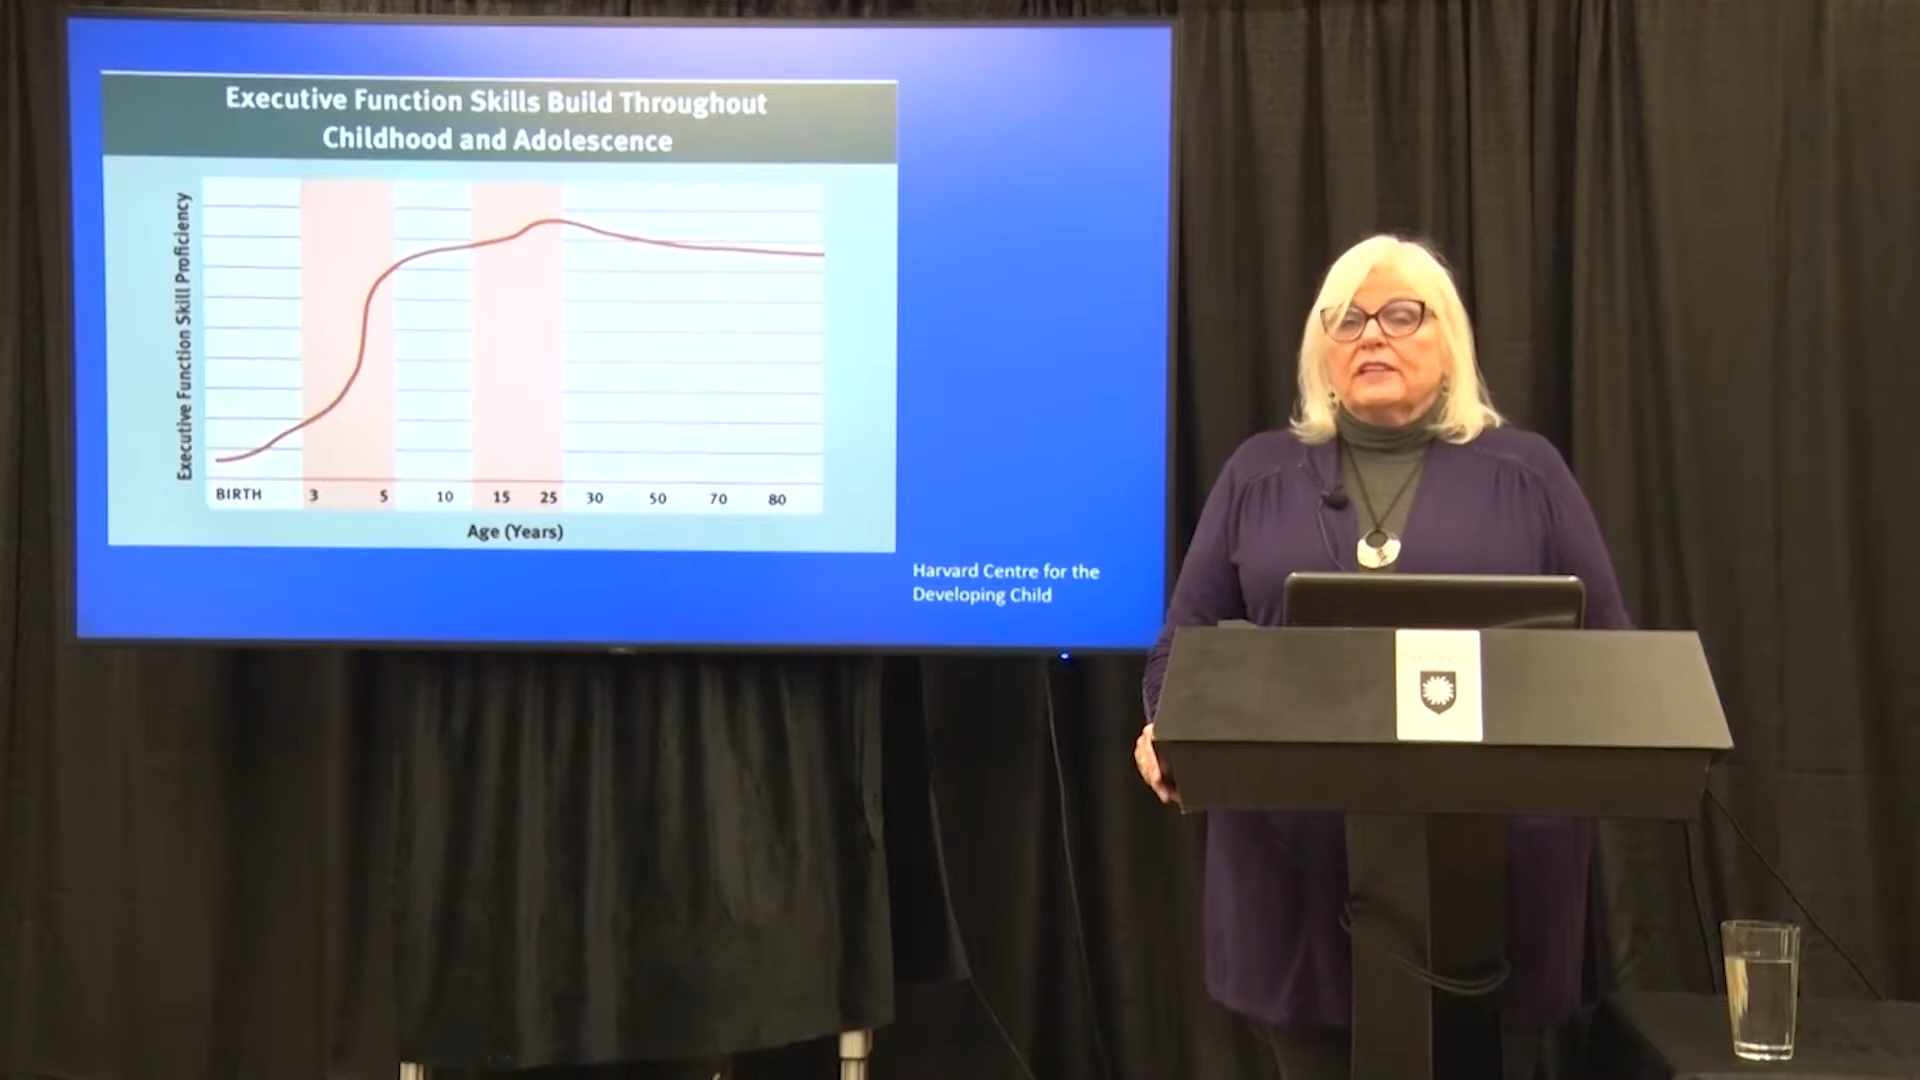 Executive Function Skills Build Throughout
Childhood and Adolescence
Executive Function Skill Proficiency
BIRTH 3 5 10 15 25 30 50 70 80
Age (Years)
Harvard Centre for the
Developing Child